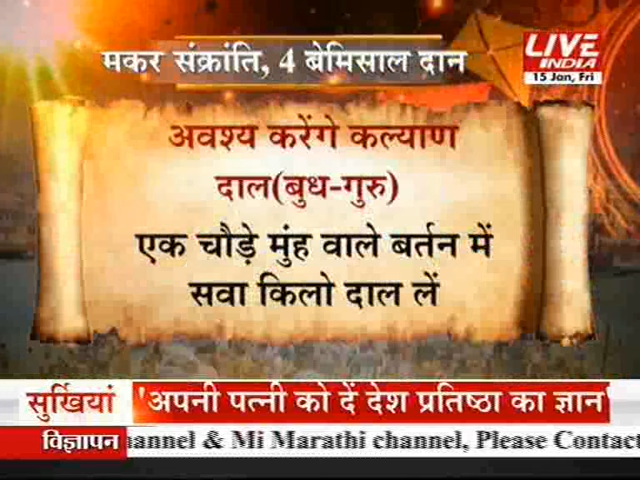 मकर संक्रांति, 4 बेमिसाल दान
LIVE
INDIA
15 Jan, Fri
अवश्य करेंगे कल्याण
दाल(बुध-गुरु)
एक चौड़े मुंह वाले बर्तन में
सवा किलो दाल लें
सुर्खियां 'अपनी पत्नी को दें देश प्रतिष्ठा का ज्ञान'
विज्ञापन hannel & Mi Marathi channel, Please Contact